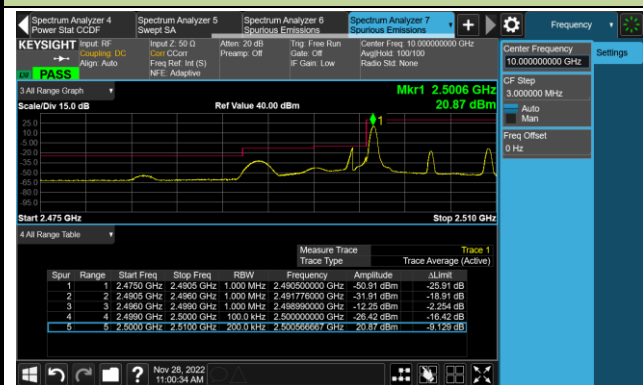 Spectrum Analyzer 4 Power Stat CCDF
Spectrum Analyzer 5 Swept SA
Spectrum Analyzer 6 Spurious Emissions
Spectrum Analyzer 7 Spurious Emissions
Frequency
KEYSIGHT
Input: RF
Coupling: DC
Align: Auto
Input Z: 50 Ω
Corr CCorr
Freq Ref: Int (S)
NFE: Adaptive
Atten: 20 dB
Preamp: Off
Trig: Free Run
Gate: Off
IF Gain: Low
Center Freq: 10.000000000 GHz
Avg|Hold: 100/100
Radio Std: None
PASS
Center Frequency
10.000000000 GHz
Settings
CF Step
3.000000 MHz
Auto
Man
Freq Offset
0 Hz
3 All Range Graph
Mkr1 2.5006 GHz
Scale/Div 15.0 dB
Ref Value 40.00 dBm
20.87 dBm
1
25.0
10.0
-5.00
-20.0
-35.0
-50.0
-65.0
-80.0
-95.0
Start 2.475 GHz
Stop 2.510 GHz
4 All Range Table
Measure Trace Trace 1
Trace Type Trace Average (Active)
Spur Range Start Freq Stop Freq RBW Frequency Amplitude ΔLimit
1 1 2.4750 GHz 2.4905 GHz 1.000 MHz 2.490500000 GHz -50.91 dBm -25.91 dB
2 2 2.4905 GHz 2.4960 GHz 1.000 MHz 2.491776000 GHz -31.91 dBm -18.91 dB
3 3 2.4960 GHz 2.4990 GHz 1.000 MHz 2.498990000 GHz -12.25 dBm -2.254 dB
4 4 2.4990 GHz 2.5000 GHz 100.0 kHz 2.500000000 GHz -26.42 dBm -16.42 dB
5 5 2.5000 GHz 2.5100 GHz 200.0 kHz 2.500566667 GHz 20.87 dBm -9.129 dB
Nov 28, 2022
11:00:34 AM